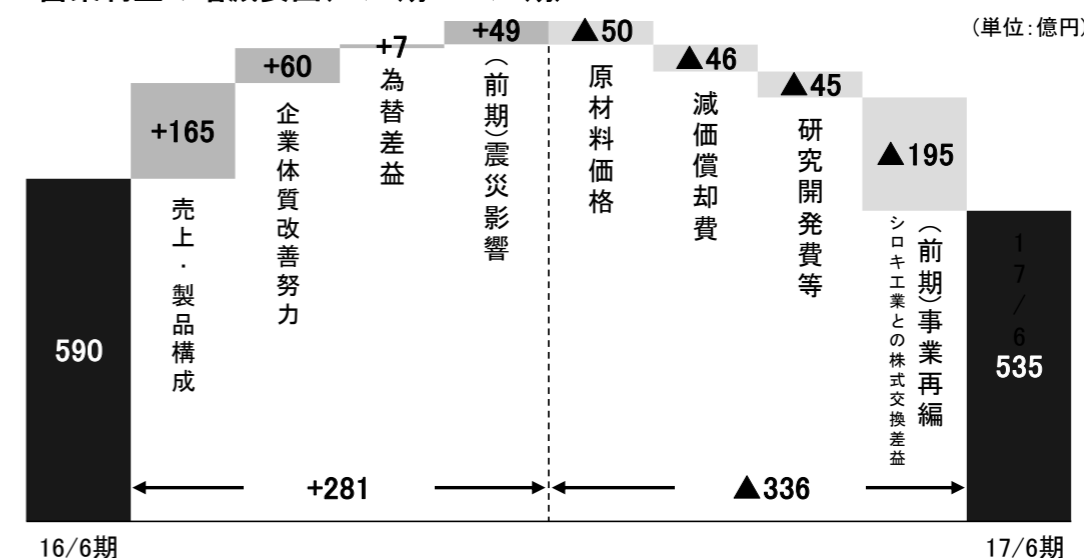 (単位:億円)
+165
+60
+7
+49
▲50
▲46
▲45
▲195
売上・製品構成
企業体質改善努力
為替差益
(前期)震災影響
原材料価格
減価償却費
研究開発費等
(前期)事業再編
シロキ工業との株式交換差益
590
17/6
535
+281
▲336
16/6期
17/6期